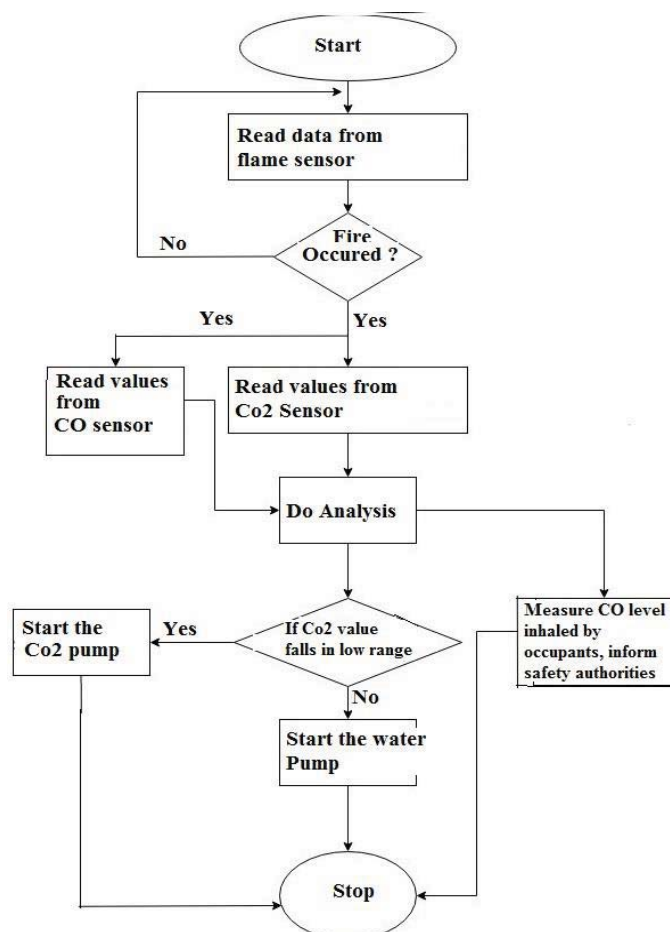 Start
Read data from
flame sensor
Fire
Occured ?
No
Yes
Yes
Read values
from
CO sensor
Read values from
Co2 Sensor
Do Analysis
Start the
Co2 pump
Yes
If Co2 value
falls in low range
Measure CO level
inhaled by
occupants, inform
safety authorities
No
Start the water
Pump
Stop